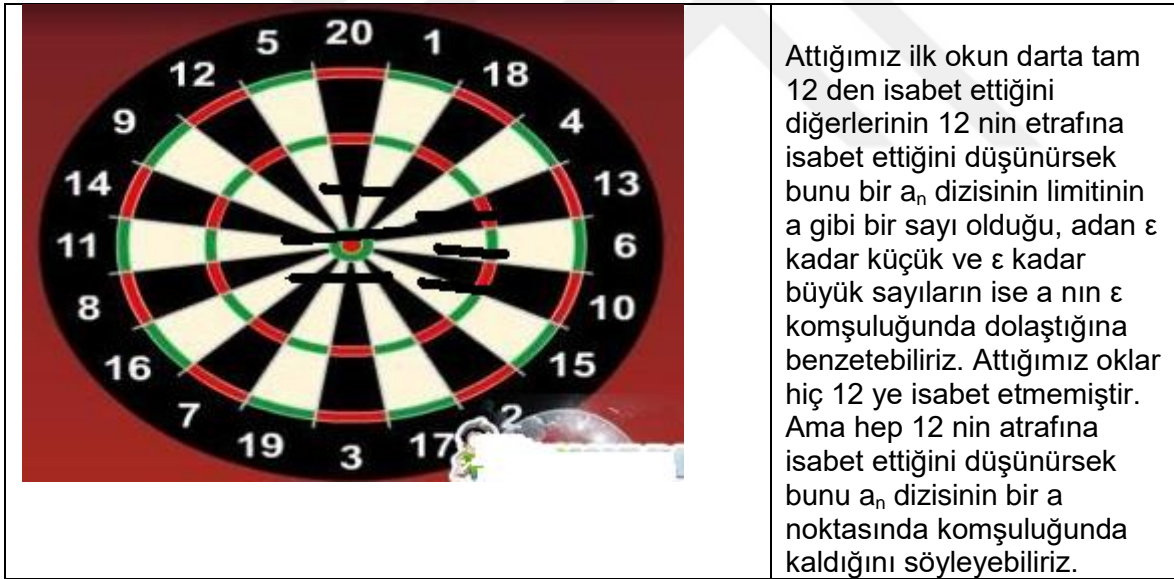 20
5 1
12 18
9 4
14 13
11 6
8 10
16 15
7 2
19 17
3
Attığımız ilk okun darta tam
12 den isabet ettiğini
diğerlerinin 12 nin etrafına
isabet ettiğini düşünürsek
bunu bir aₙ dizisinin limitinin
a gibi bir sayı olduğu, adan ε
kadar küçük ve ε kadar
büyük sayıların ise a nın ε
komşuluğunda dolaştığına
benzetebiliriz. Attığımız oklar
hiç 12 ye isabet etmemiştir.
Ama hep 12 nin atrafına
isabet ettiğini düşünürsek
bunu aₙ dizisinin bir a
noktasında komşuluğunda
kaldığını söyleyebiliriz.